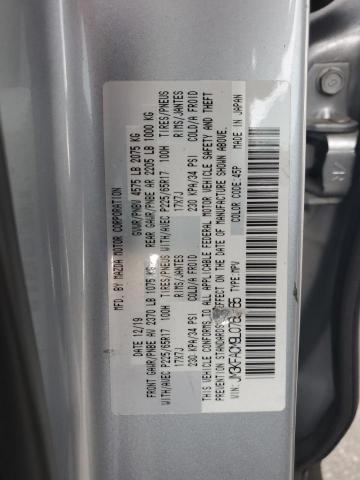 MFD. BY MAZDA MOTOR CORPORATION
DATE 12/19 GVWR/PNBV 4575 LB 2075 KG
FRONT GAWR/PNBE AV 2370 LB 1075 KG REAR GAWR/PNBE AR 2205 LB 1000 KG
WITH/AVEC P225/65R17 100H TIRES/PNEUS WITH/AVEC P225/65R17 100H TIRES/PNEUS
17X7J RIMS/JANTES 17X7J RIMS/JANTES
230 KPA/34 PSI COLD/A FROID 230 KPA/34 PSI COLD/A FROID
THIS VEHICLE CONFORMS TO ALL APPLICABLE FEDERAL MOTOR VEHICLE SAFETY AND THEFT
PREVENTION STANDARDS IN EFFECT ON THE DATE OF MANUFACTURE SHOWN ABOVE.
TYPE: MPV COLOR CODE: 45P MADE IN JAPAN
VIN: